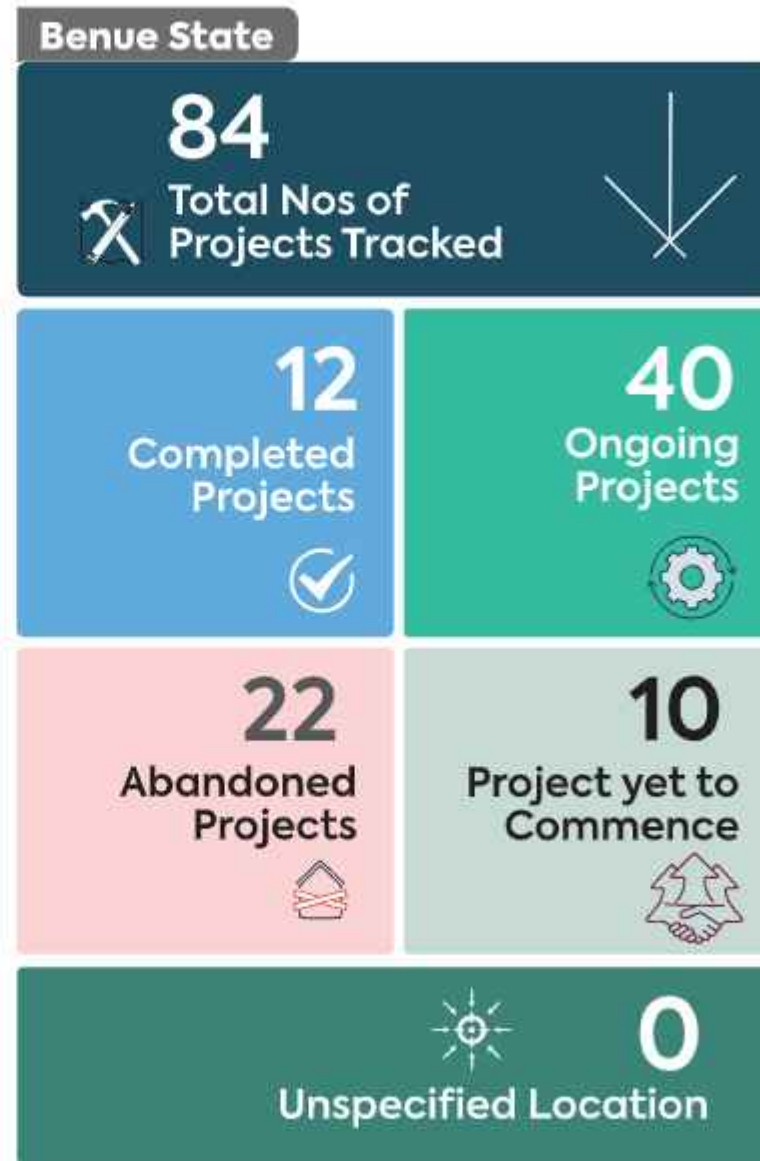 Benue State
84
Total Nos of
Projects Tracked
12
Completed
Projects
40
Ongoing
Projects
22
Abandoned
Projects
10
Project yet to
Commence
0
Unspecified Location